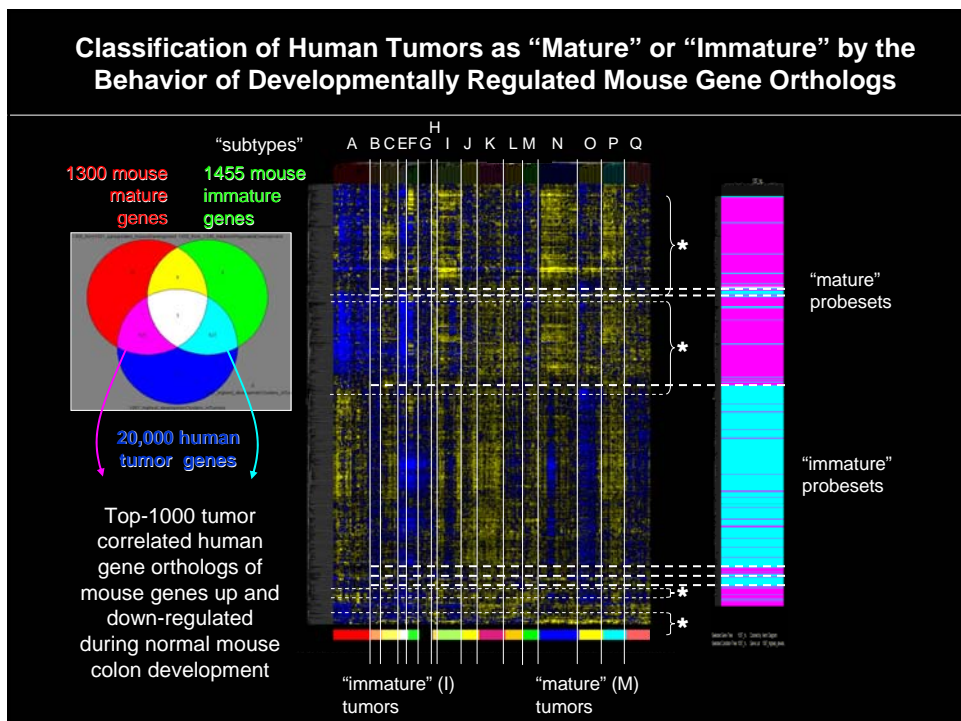 Classification of Human Tumors as “Mature” or “Immature” by the
Behavior of Developmentally Regulated Mouse Gene Orthologs
“subtypes”
A B C E F G H I J K L M N O P Q
1300 mouse
mature
genes
1455 mouse
immature
genes
20,000 human
tumor genes
Top-1000 tumor
correlated human
gene orthologs of
mouse genes up and
down-regulated
during normal mouse
colon development
*
*
*
*
“mature”
probesets
“immature”
probesets
“immature” (I)
tumors
“mature” (M)
tumors